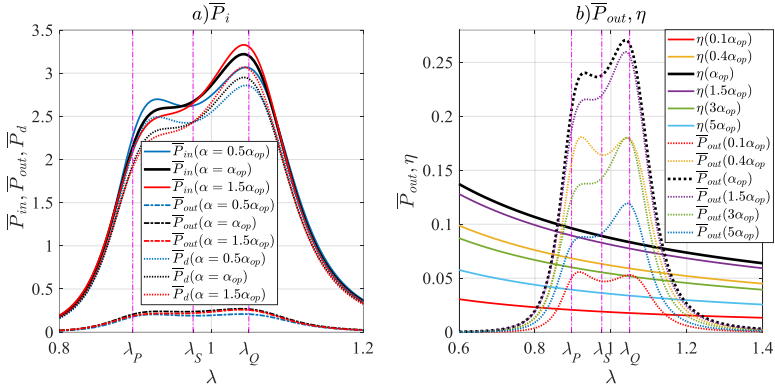 a) P̅_i
3.5
3
2.5
2
1.5
1
0.5
0
P̅_in, P̅_out, P̅_d
P̅_in(α = 0.5α_op)
P̅_in(α = α_op)
P̅_in(α = 1.5α_op)
P̅_out(α = 0.5α_op)
P̅_out(α = α_op)
P̅_out(α = 1.5α_op)
P̅_d(α = 0.5α_op)
P̅_d(α = α_op)
P̅_d(α = 1.5α_op)
0.8 λ_P λ_S 1 λ_Q 1.2
λ
b) P̅_out, η
0.25
0.2
0.15
0.1
0.05
0
P̅_out, η
η(0.1α_op)
η(0.4α_op)
η(α_op)
η(1.5α_op)
η(3α_op)
η(5α_op)
P̅_out(0.1α_op)
P̅_out(0.4α_op
P̅_out(α_op)
P̅_out(1.5α_op)
P̅_out(3α_op)
P̅_out(5α_op)
0.6 0.8 λ_P λ_S 1 λ_Q 1.2 1.4
λ